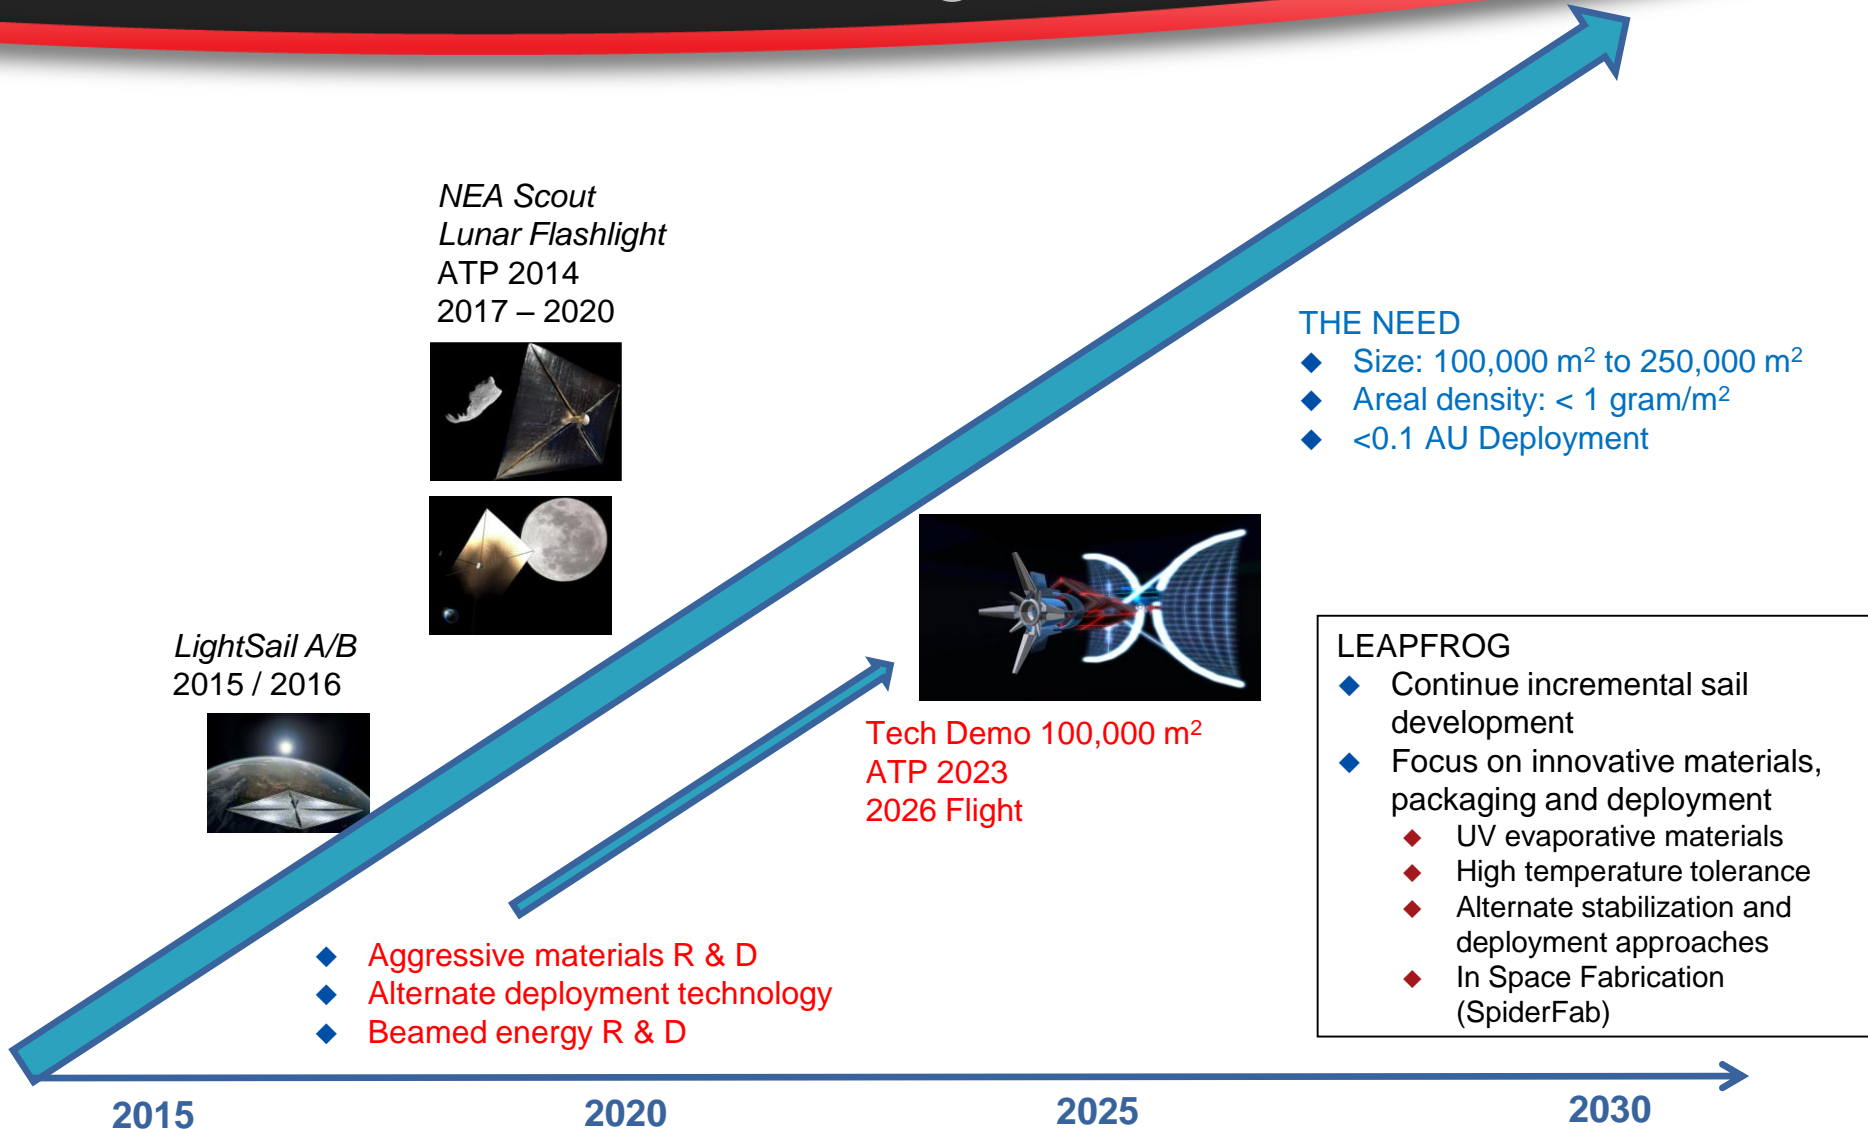 NEA Scout
Lunar Flashlight
ATP 2014
2017 – 2020
LightSail A/B
2015 / 2016
THE NEED
◆ Size: 100,000 m² to 250,000 m²
◆ Areal density: < 1 gram/m²
◆ <0.1 AU Deployment
Tech Demo 100,000 m²
ATP 2023
2026 Flight
◆ Aggressive materials R & D
◆ Alternate deployment technology
◆ Beamed energy R & D
LEAPFROG
◆ Continue incremental sail
development
◆ Focus on innovative materials,
packaging and deployment
◆ UV evaporative materials
◆ High temperature tolerance
◆ Alternate stabilization and
deployment approaches
◆ In Space Fabrication
(SpiderFab)
2015
2020
2025
2030